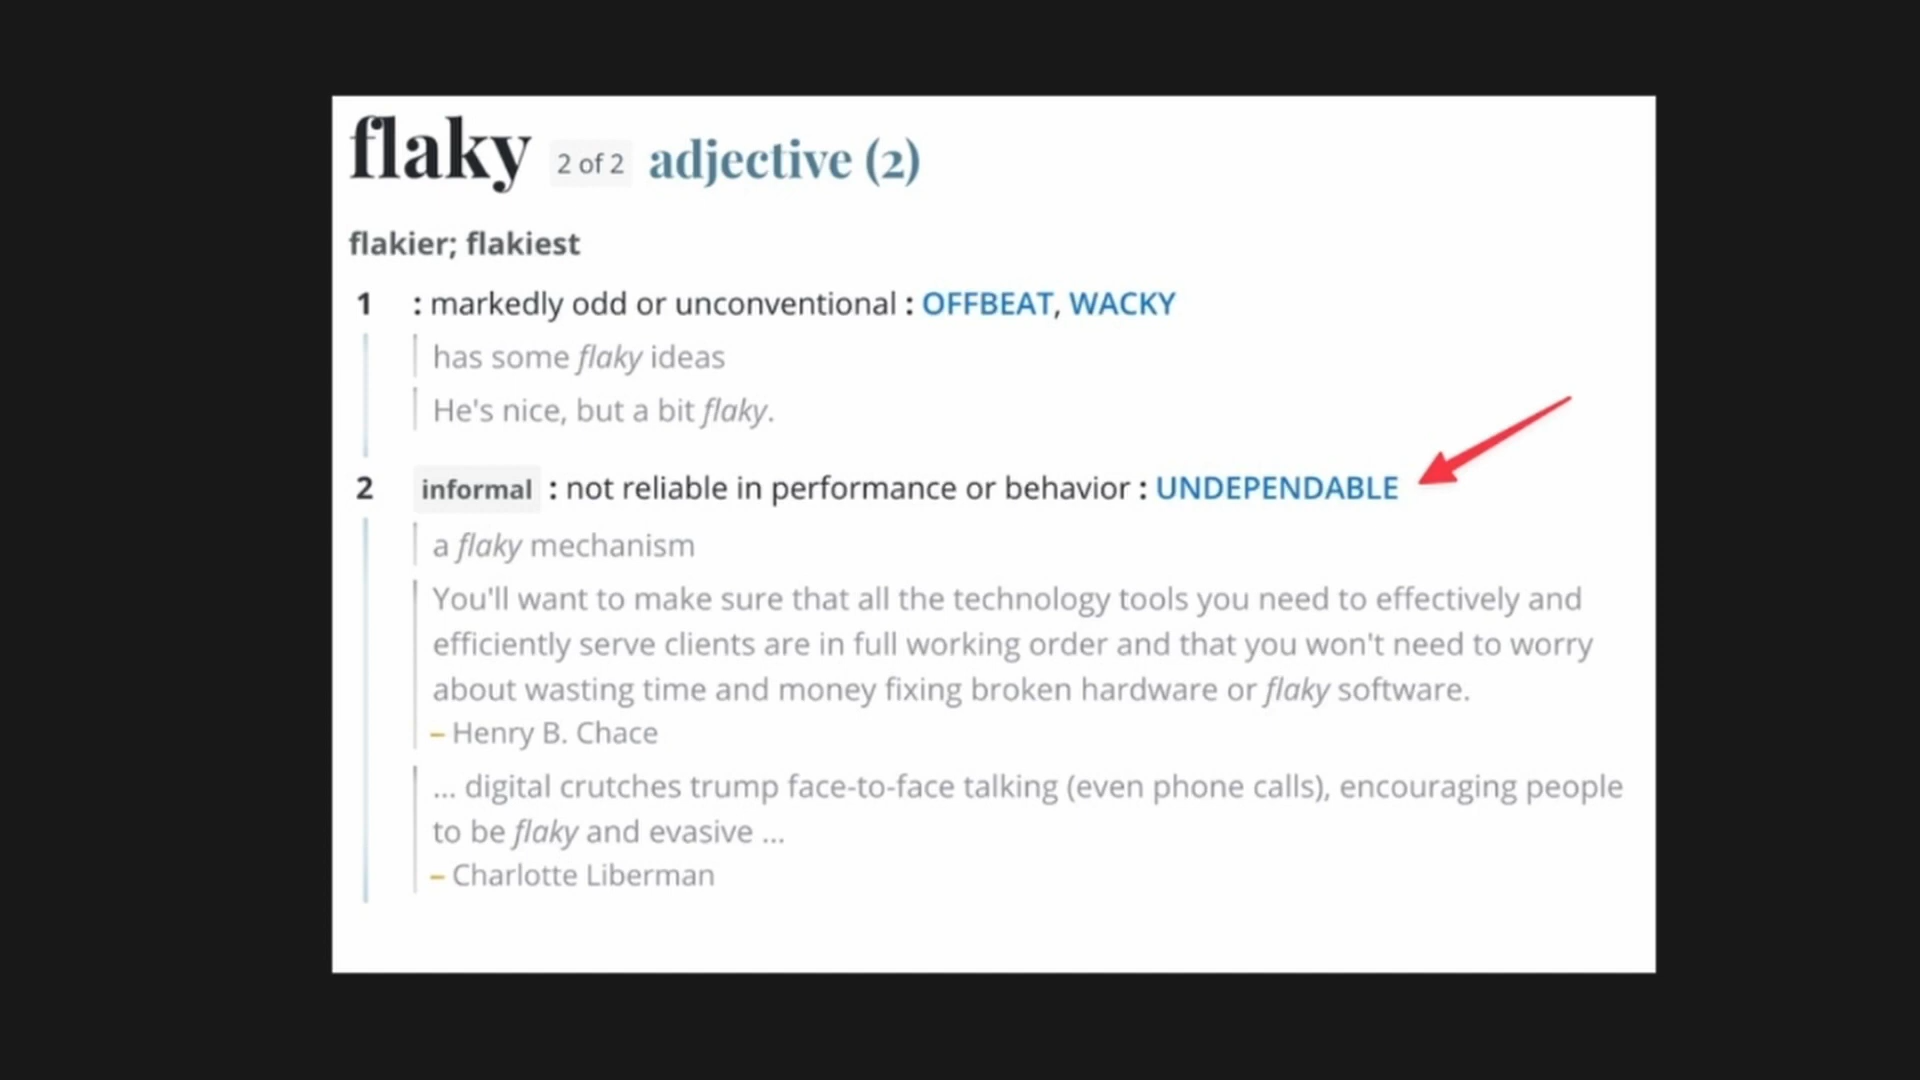 flaky 2 of 2 adjective (2)
flakier; flakiest
1 : markedly odd or unconventional : OFFBEAT, WACKY
has some flaky ideas
He's nice, but a bit flaky.
2 informal : not reliable in performance or behavior : UNDEPENDABLE
a flaky mechanism
You'll want to make sure that all the technology tools you need to effectively and
efficiently serve clients are in full working order and that you won't need to worry
about wasting time and money fixing broken hardware or flaky software.
– Henry B. Chace
... digital crutches trump face-to-face talking (even phone calls), encouraging people
to be flaky and evasive ...
– Charlotte Liberman